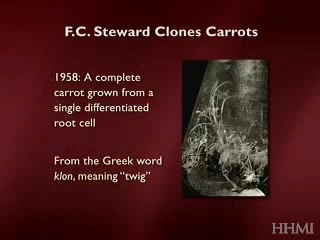 F.C. Steward Clones Carrots
1958: A complete
carrot grown from a
single differentiated
root cell
From the Greek word
klon, meaning “twig”
HHMI